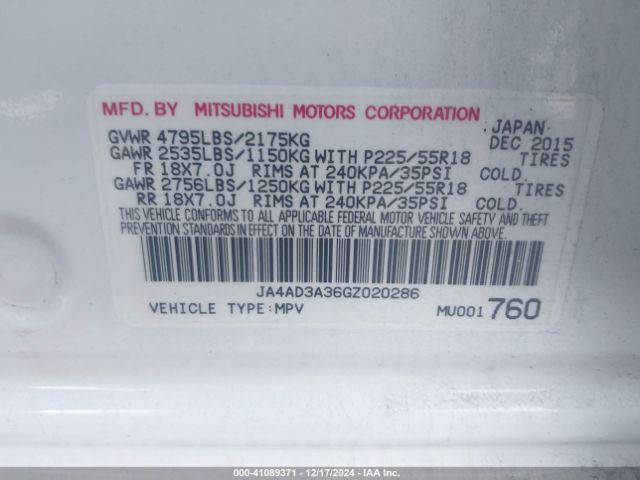 MFD. BY MITSUBISHI MOTORS CORPORATION
JAPAN
GVWR 4795LBS/2175KG DEC 2015
GAWR 2535LBS/1150KG WITH P225/55R18 TIRES
FR 18X7.0J RIMS AT 240KPA/35PSI COLD.
GAWR 2756LBS/1250KG WITH P225/55R18 TIRES
RR 18X7.0J RIMS AT 240KPA/35PSI COLD.
THIS VEHICLE CONFORMS TO ALL APPLICABLE FEDERAL MOTOR VEHICLE SAFETY AND THEFT
PREVENTION STANDARDS IN EFFECT ON THE DATE OF MANUFACTURE SHOWN ABOVE.
JA4AD3A36GZ020286
VEHICLE TYPE:MPV MU001 760
000-41089371 | 12/17/2024 | IAA Inc.